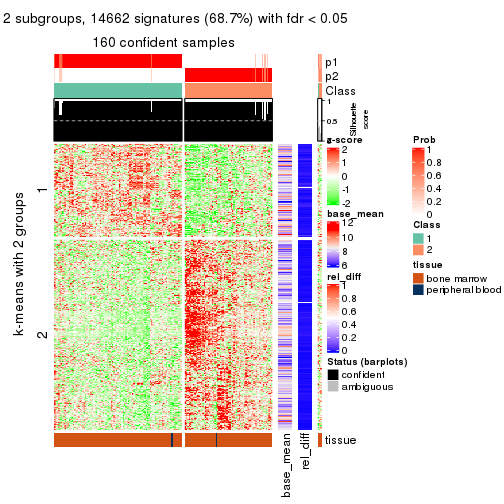 2 subgroups, 14662 signatures (68.7%) with fdr < 0.05
160 confident samples
p1
p2
Class
1
0.5
Silhouette
score
z-score
2
1
0
-1
-2
base_mean
12
10
8
6
rel_diff
1
0.8
0.6
0.4
0.2
0
Status (barplots)
confident
ambiguous
Prob
1
0.8
0.6
0.4
0.2
0
Class
1
2
tissue
bone marrow
peripheral blood
k-means with 2 groups
1
2
tissue
base_mean
rel_diff